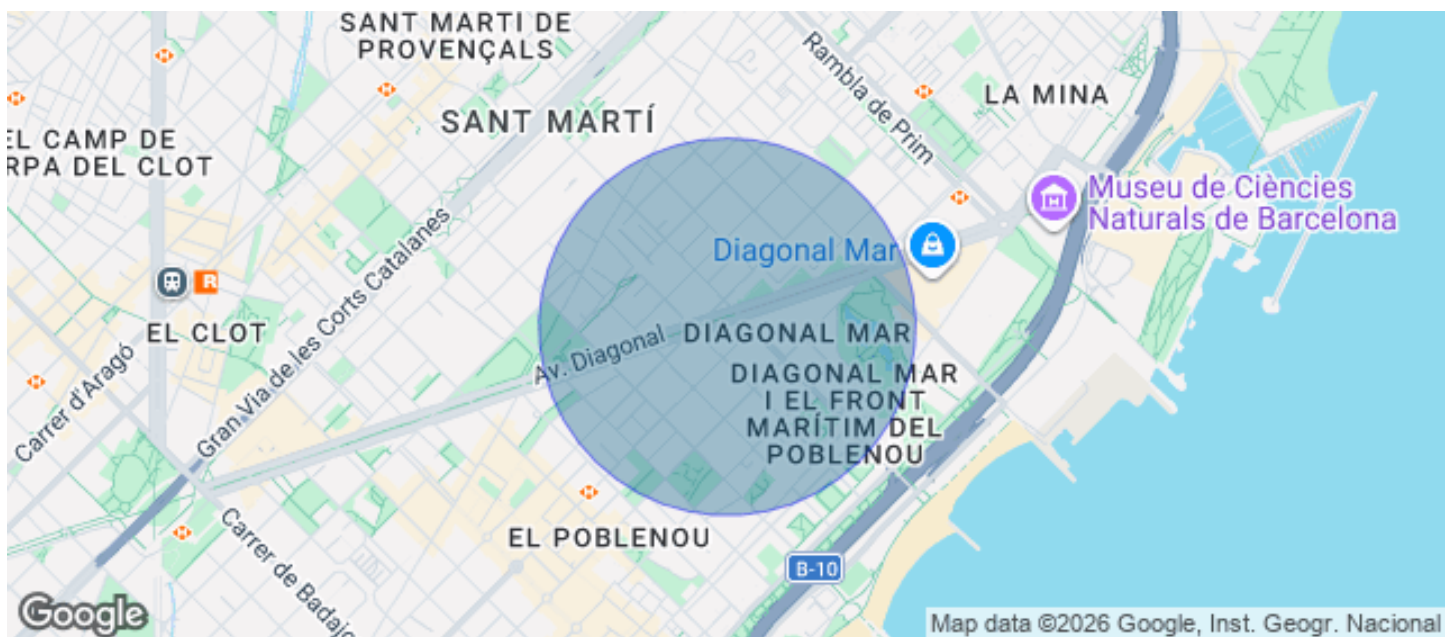 SANT MARTÍ DE
PROVENÇALS
Rambla de Prim
LA MINA
SANT MARTÍ
EL CAMP DE
RPA DEL CLOT
Museu de Ciències
Naturals de Barcelona
Diagonal Mar
Gran Via de les Corts Catalanes
R
EL CLOT
DIAGONAL MAR
Av. Diagonal
DIAGONAL MAR
I EL FRONT
MARÍTIM DEL
POBLENOU
Carrer d'Aragó
EL POBLENOU
Carrer de Badajo
B-10
Google
Map data ©2026 Google, Inst. Geogr. Nacional